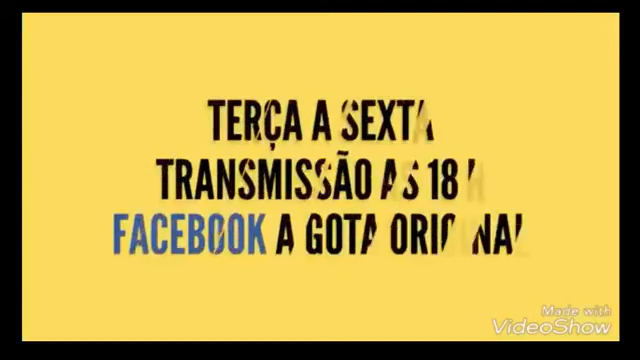 TERÇA A SEXTA
TRANSMISSÃO AS 18 H
FACEBOOK A GOTA ORIGINAL
Made with
VideoShow